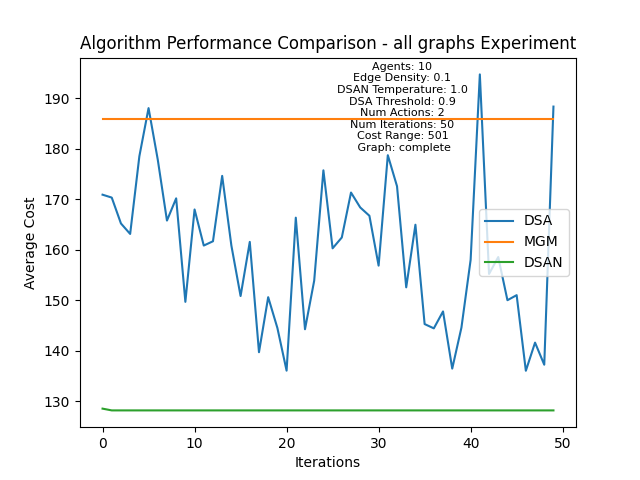 Algorithm Performance Comparison - all graphs Experiment
Agents: 10
Edge Density: 0.1
DSAN Temperature: 1.0
DSA Threshold: 0.9
Num Actions: 2
Num Iterations: 50
Cost Range: 501
Graph: complete
190
180
170
160
150
140
130
Average Cost
DSA
MGM
DSAN
0
10
20
30
40
50
Iterations